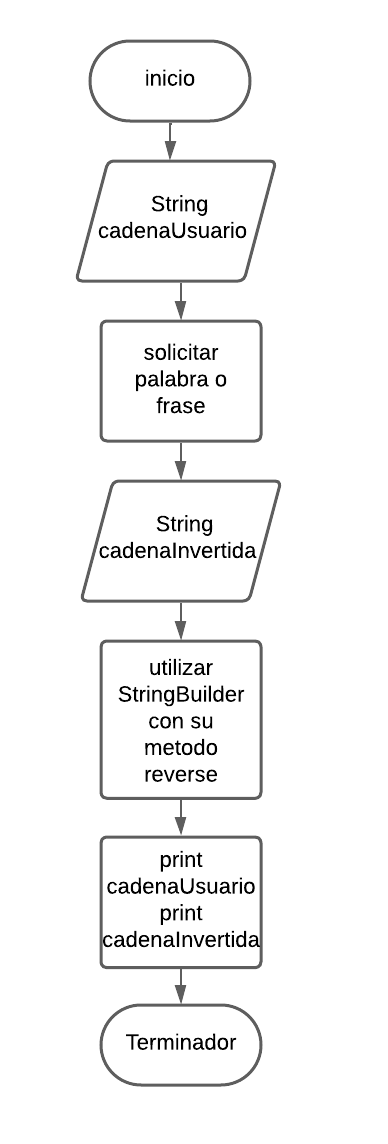 inicio
String
cadenaUsuario
solicitar
palabra o
frase
String
cadenaInvertida
utilizar
StringBuilder
con su
metodo
reverse
print
cadenaUsuario
print
cadenaInvertida
Terminador